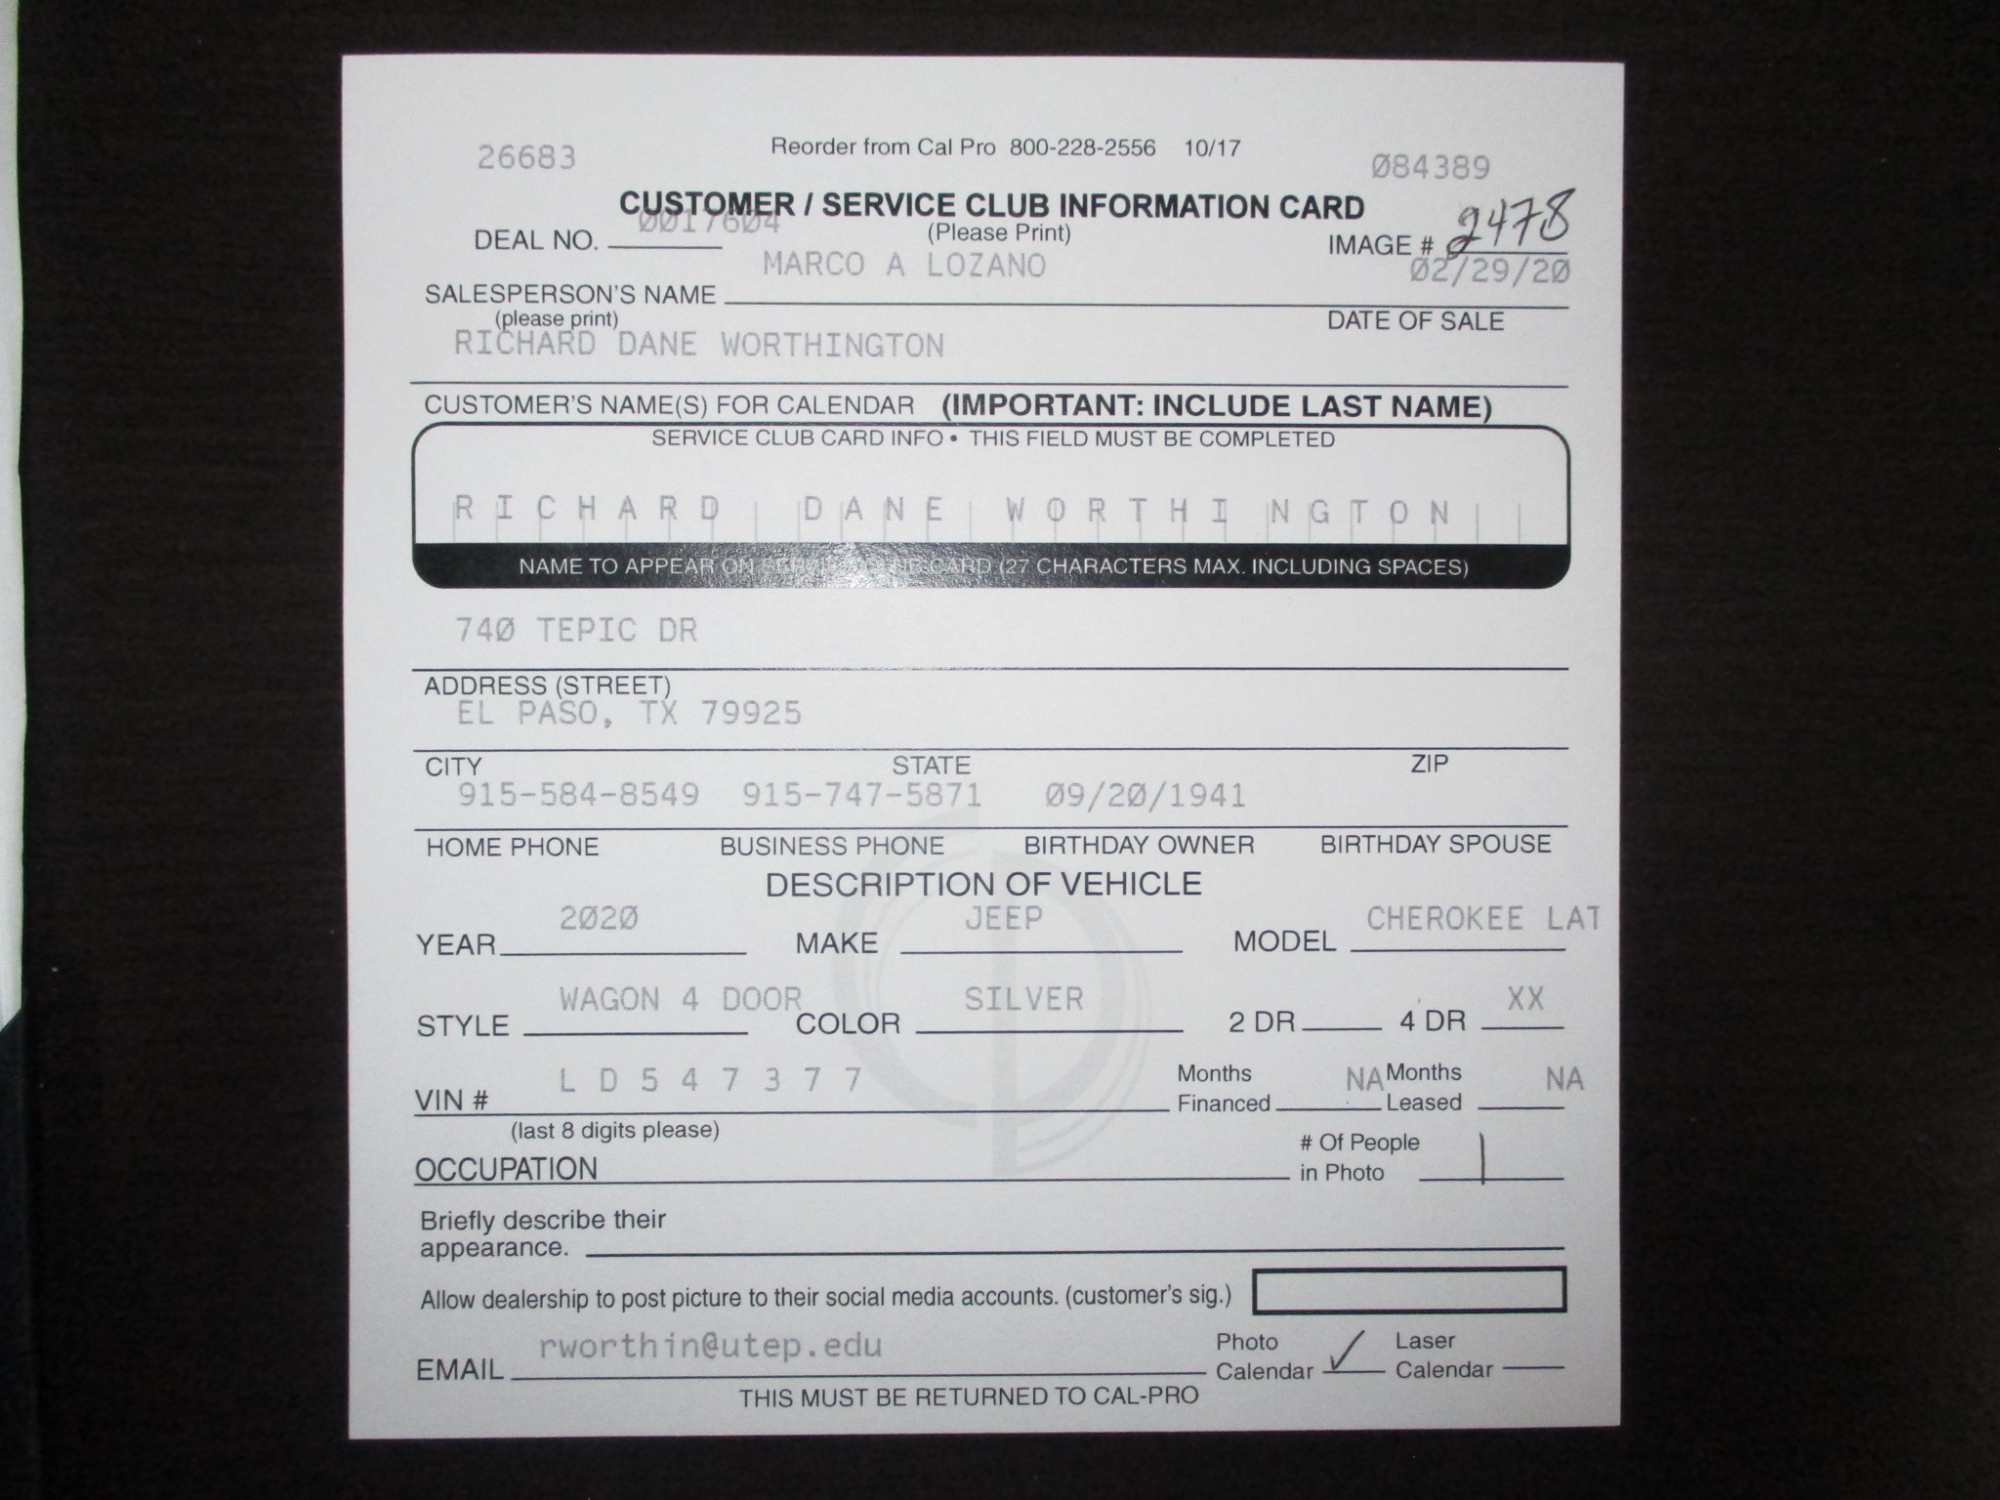 26683 Reorder from Cal Pro 800-228-2556 10/17 Ø84389
CUSTOMER / SERVICE CLUB INFORMATION CARD
DEAL NO. ØØ176Ø4 (Please Print) IMAGE # 2478
MARCO A LOZANO Ø2/29/2Ø
SALESPERSON'S NAME
(please print) DATE OF SALE
RICHARD DANE WORTHINGTON
CUSTOMER'S NAME(S) FOR CALENDAR (IMPORTANT: INCLUDE LAST NAME)
SERVICE CLUB CARD INFO • THIS FIELD MUST BE COMPLETED
RICHARD DANE WORTHINGTON
NAME TO APPEAR ON SERVICE CLUB CARD (27 CHARACTERS MAX. INCLUDING SPACES)
74Ø TEPIC DR
ADDRESS (STREET)
EL PASO, TX 79925
CITY STATE ZIP
915-584-8549 915-747-5871 Ø9/2Ø/1941
HOME PHONE BUSINESS PHONE BIRTHDAY OWNER BIRTHDAY SPOUSE
DESCRIPTION OF VEHICLE
YEAR 2Ø2Ø MAKE JEEP MODEL CHEROKEE LAT
STYLE WAGON 4 DOOR COLOR SILVER 2 DR 4 DR XX
VIN # L D 5 4 7 3 7 7 Months Financed NA Months Leased NA
(last 8 digits please)
OCCUPATION # Of People in Photo 1
Briefly describe their
appearance.
Allow dealership to post picture to their social media accounts. (customer's sig.)
EMAIL rworthin@utep.edu Photo Calendar ✓ Laser Calendar
THIS MUST BE RETURNED TO CAL-PRO